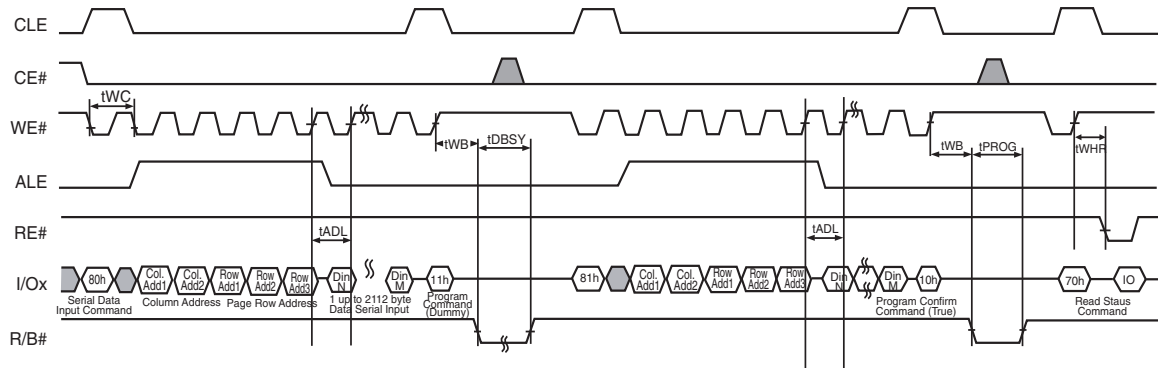 CLE
CE#
tWC
WE#
tWB
tDBSY
tWB
tPROG
tWHR
ALE
RE#
tADL
tADL
I/Ox
80h
Col. Add1
Col. Add2
Row Add1
Row Add2
Row Add3
Din N
Din M
11h
81h
Col. Add1
Col. Add2
Row Add1
Row Add2
Row Add3
Din N
Din M
10h
70h
IO
Serial Data
Input Command
Column Address
Page Row Address
1 up to 2112 byte
Data Serial Input
Program
Command
(Dummy)
Program Confirm
Command (True)
Read Staus
Command
R/B#